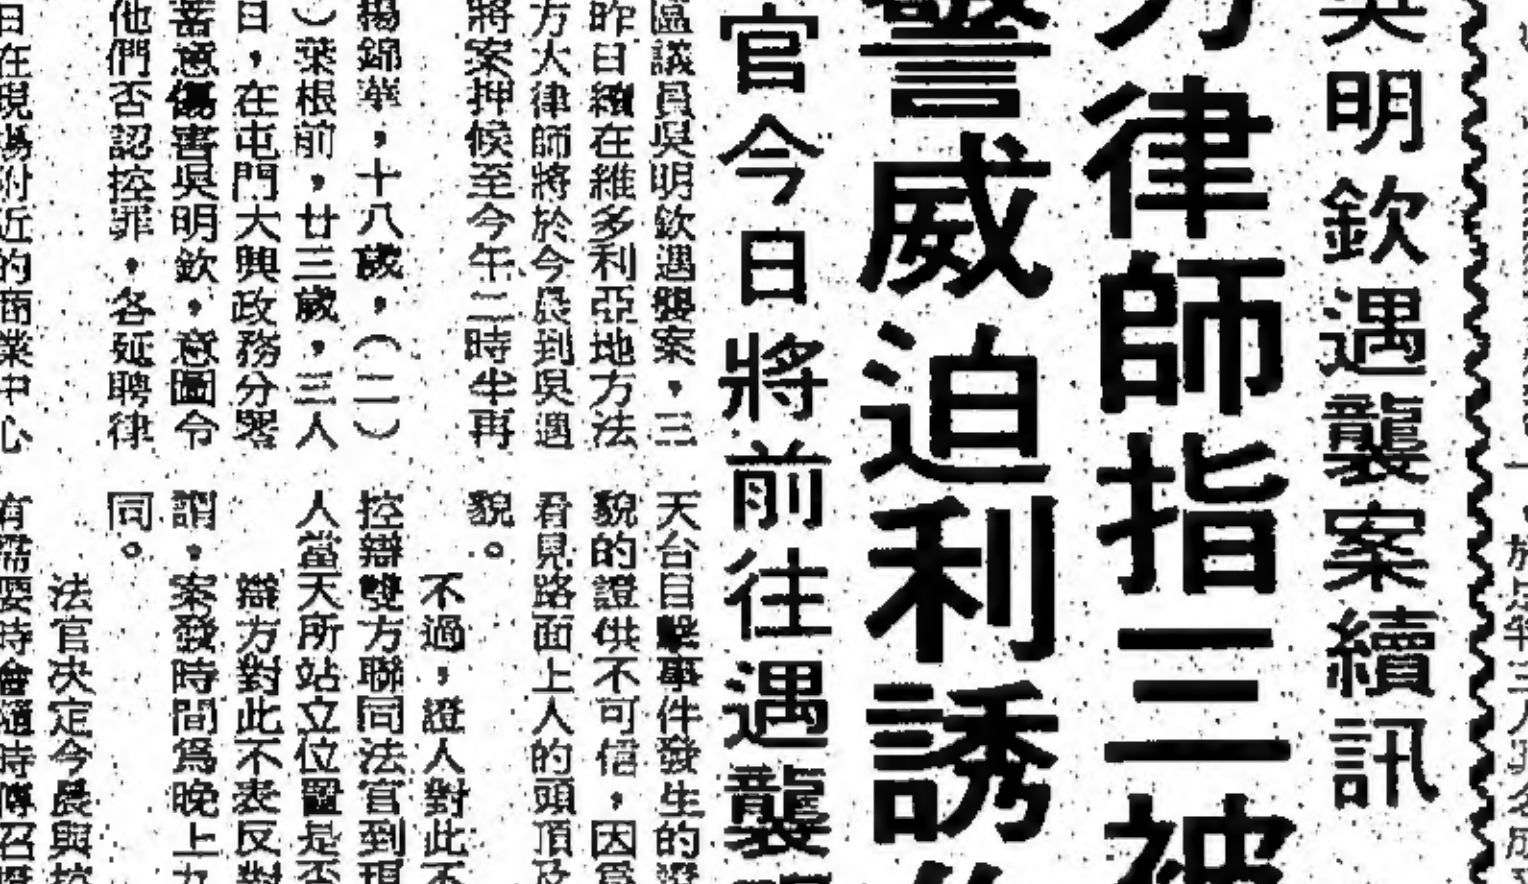 吳明欽遇襲案續訊
方律師指三被
警威迫利誘作
官今日將前往遇襲現
區議員吳明欽遇襲案，三
昨日續在維多利亞地方法
方大律師將於今晨到吳遇
將案押候至今午二時半再
楊錦華，十八歲，（二）
）葉根前，廿三歲，三人
日，在屯門大興政務分署
蓄意傷害吳明欽，意圖令
他們否認控罪，各延聘律
日在現場附近的商業中心
天台目擊事件發生的證
貌的證供不可信，因爲
看見路面上人的頭頂及
貌。
不過，證人對此不
控辯雙方聯同法官到現
人當天所站立位置是否
辯方對此不表反對
謂，案發時間爲晚上九
同。
法官決定今晨與控
有需要時會隨時傳召